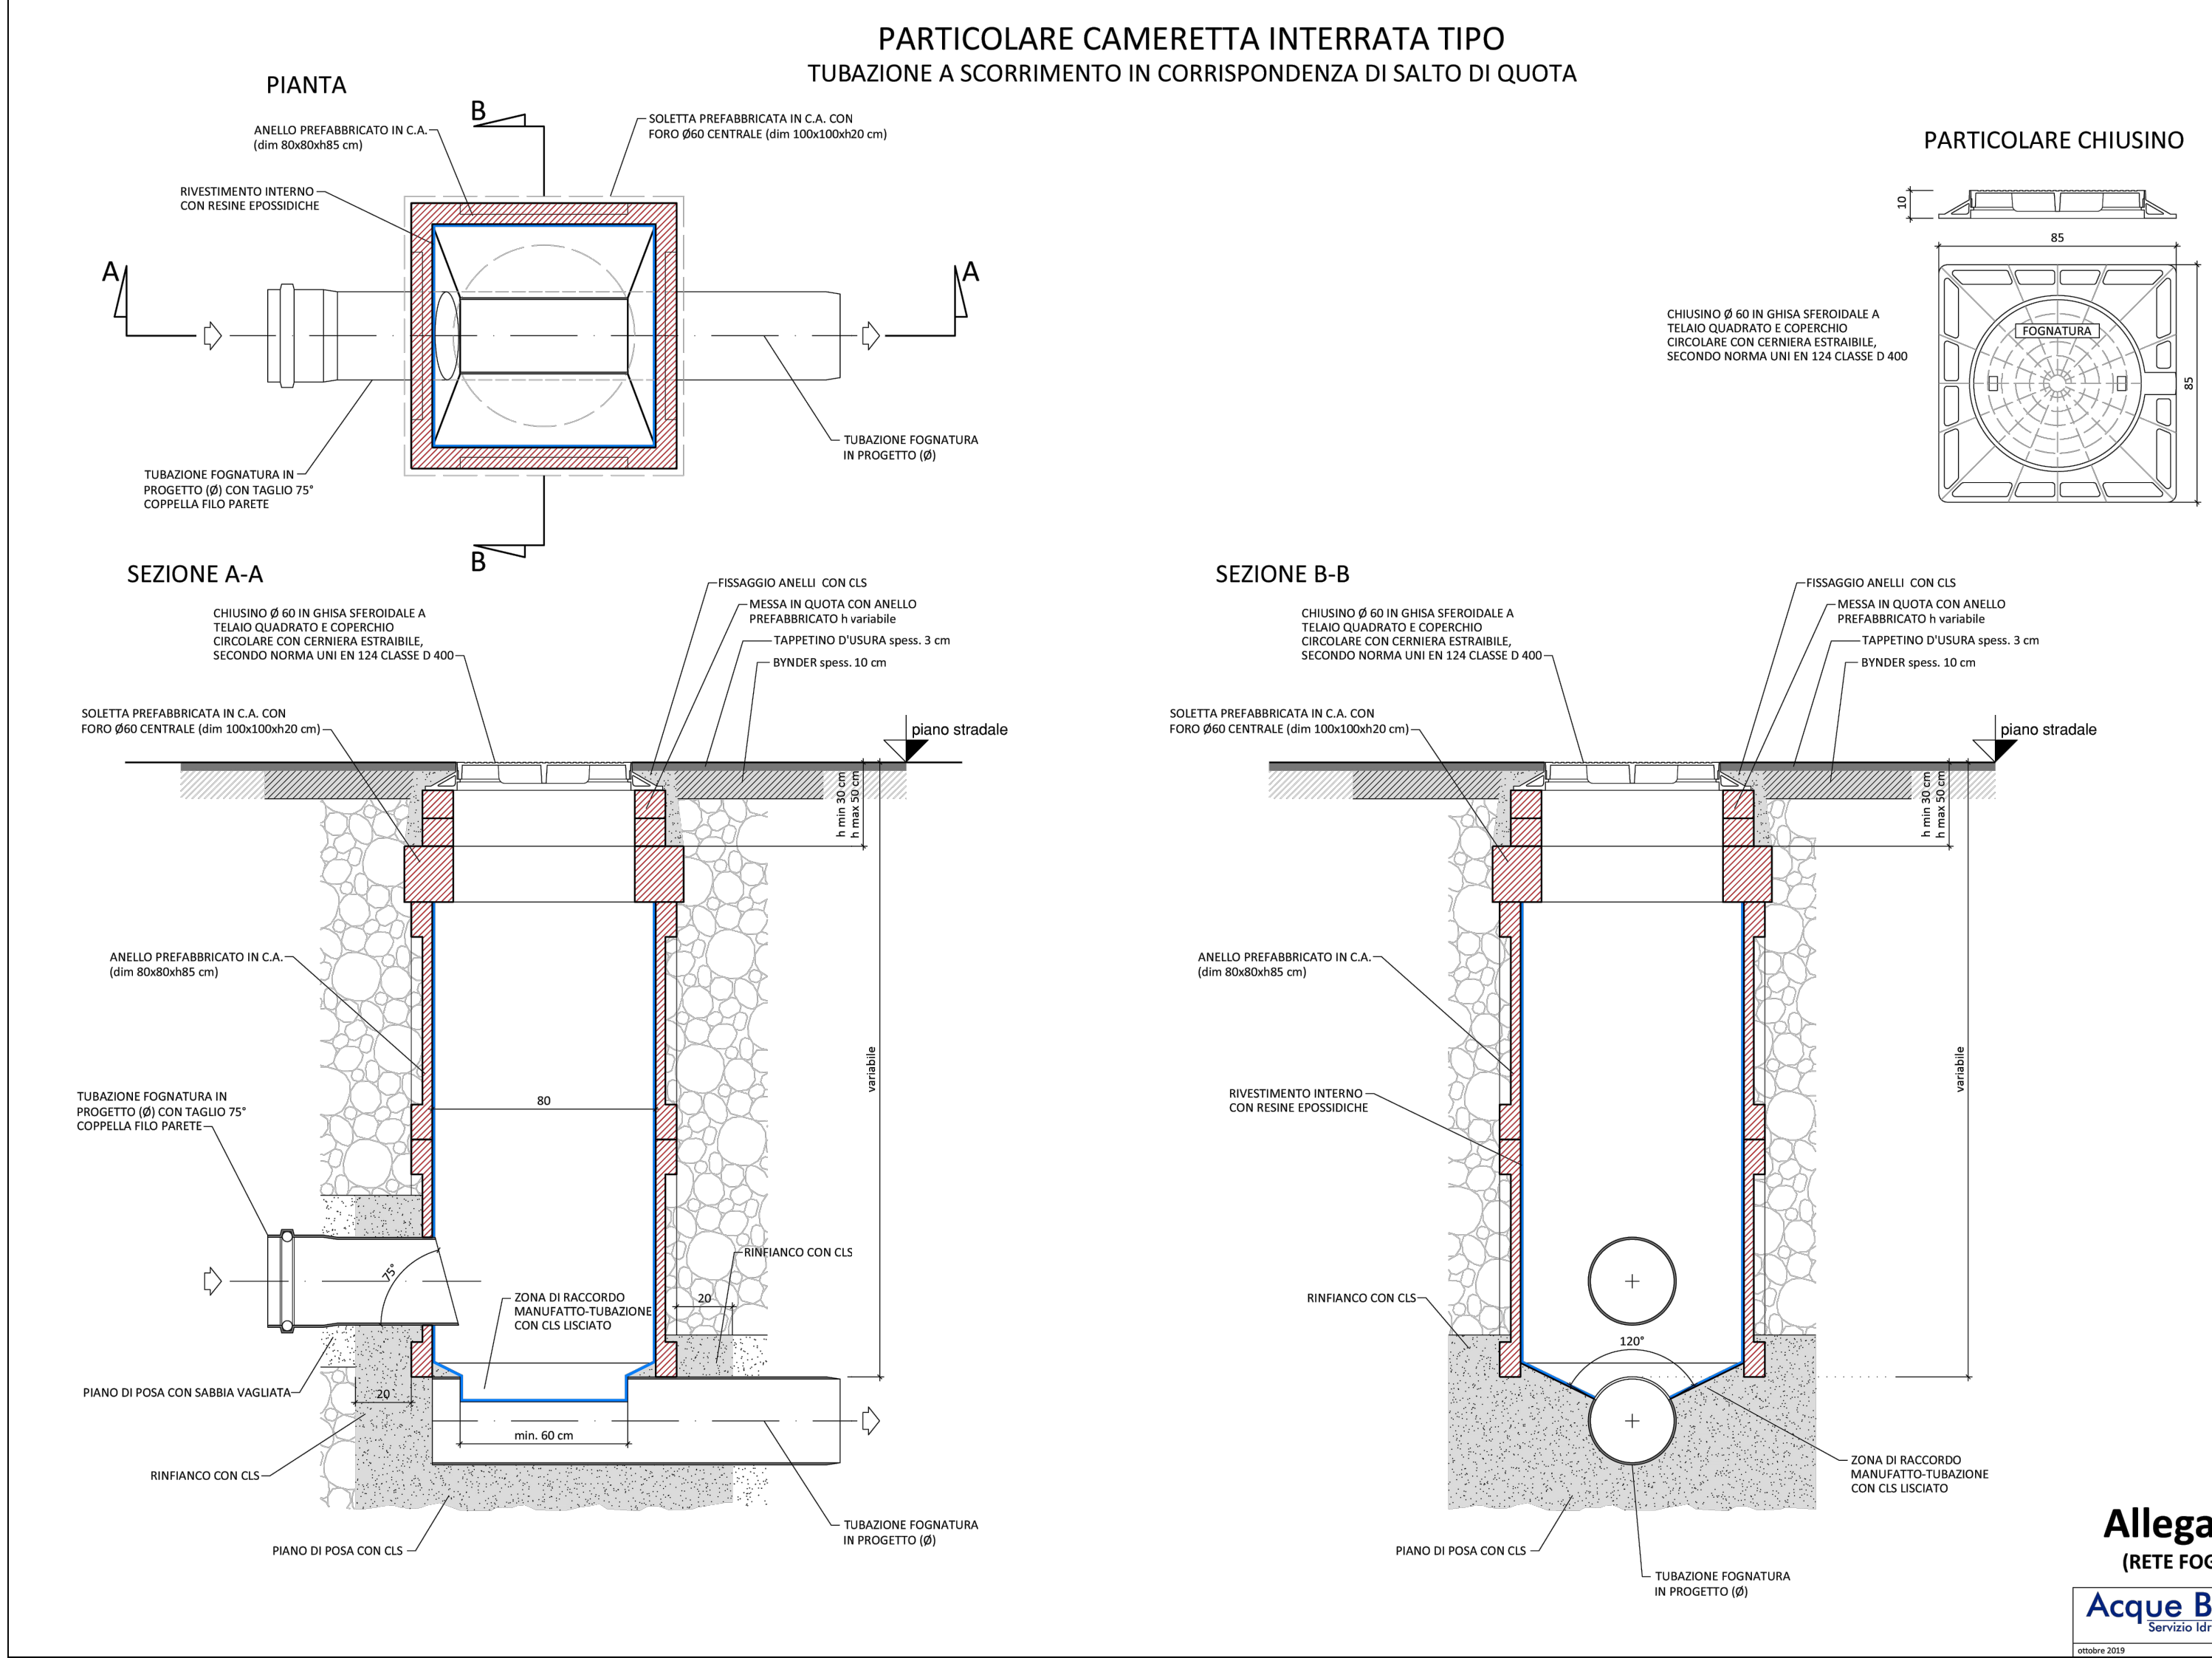 PARTICOLARE CAMERETTA INTERRATA TIPO
TUBAZIONE A SCORRIMENTO IN CORRISPONDENZA DI SALTO DI QUOTA
PIANTA
B
ANELLO PREFABBRICATO IN C.A.
(dim 80x80xh85 cm)
SOLETTA PREFABBRICATA IN C.A. CON
FORO Ø60 CENTRALE (dim 100x100xh20 cm)
RIVESTIMENTO INTERNO
CON RESINE EPOSSIDICHE
A
A
TUBAZIONE FOGNATURA
IN PROGETTO (Ø)
TUBAZIONE FOGNATURA IN
PROGETTO (Ø) CON TAGLIO 75°
COPPELLA FILO PARETE
B
PARTICOLARE CHIUSINO
10
85
CHIUSINO Ø 60 IN GHISA SFEROIDALE A
TELAIO QUADRATO E COPERCHIO
CIRCOLARE CON CERNIERA ESTRAIBILE,
SECONDO NORMA UNI EN 124 CLASSE D 400
FOGNATURA
85
SEZIONE A-A
FISSAGGIO ANELLI CON CLS
CHIUSINO Ø 60 IN GHISA SFEROIDALE A
TELAIO QUADRATO E COPERCHIO
CIRCOLARE CON CERNIERA ESTRAIBILE,
SECONDO NORMA UNI EN 124 CLASSE D 400
MESSA IN QUOTA CON ANELLO
PREFABBRICATO h variabile
TAPPETINO D'USURA spess. 3 cm
BYNDER spess. 10 cm
SOLETTA PREFABBRICATA IN C.A. CON
FORO Ø60 CENTRALE (dim 100x100xh20 cm)
piano stradale
h min 30 cm
h max 50 cm
ANELLO PREFABBRICATO IN C.A.
(dim 80x80xh85 cm)
variabile
80
TUBAZIONE FOGNATURA IN
PROGETTO (Ø) CON TAGLIO 75°
COPPELLA FILO PARETE
75°
RINFIANCO CON CLS
20
ZONA DI RACCORDO
MANUFATTO-TUBAZIONE
CON CLS LISCIATO
PIANO DI POSA CON SABBIA VAGLIATA
20
min. 60 cm
RINFIANCO CON CLS
TUBAZIONE FOGNATURA
IN PROGETTO (Ø)
PIANO DI POSA CON CLS
SEZIONE B-B
FISSAGGIO ANELLI CON CLS
CHIUSINO Ø 60 IN GHISA SFEROIDALE A
TELAIO QUADRATO E COPERCHIO
CIRCOLARE CON CERNIERA ESTRAIBILE,
SECONDO NORMA UNI EN 124 CLASSE D 400
MESSA IN QUOTA CON ANELLO
PREFABBRICATO h variabile
TAPPETINO D'USURA spess. 3 cm
BYNDER spess. 10 cm
SOLETTA PREFABBRICATA IN C.A. CON
FORO Ø60 CENTRALE (dim 100x100xh20 cm)
piano stradale
h min 30 cm
h max 50 cm
ANELLO PREFABBRICATO IN C.A.
(dim 80x80xh85 cm)
variabile
RIVESTIMENTO INTERNO
CON RESINE EPOSSIDICHE
RINFIANCO CON CLS
120°
ZONA DI RACCORDO
MANUFATTO-TUBAZIONE
CON CLS LISCIATO
PIANO DI POSA CON CLS
TUBAZIONE FOGNATURA
IN PROGETTO (Ø)
Allega
(RETE FOG
Acque B
Servizio Idr
ottobre 2019